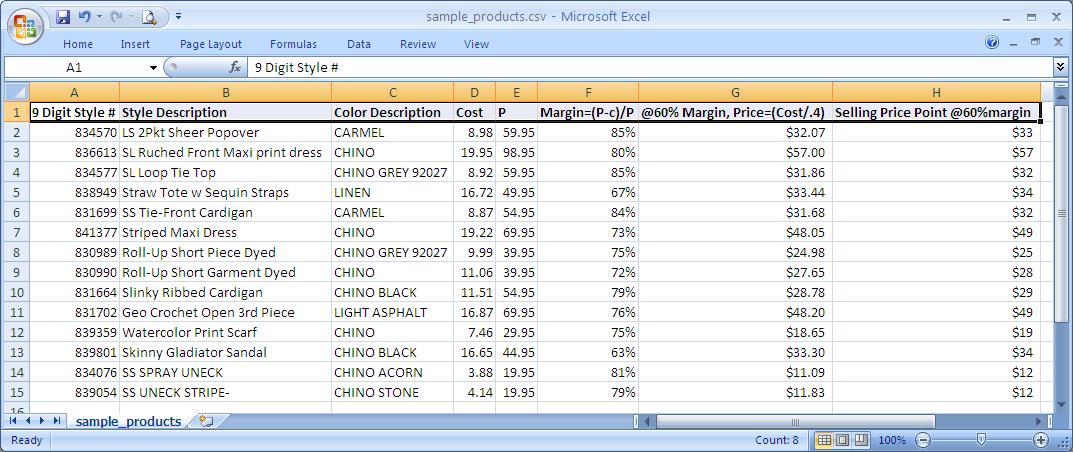 sample_products.csv - Microsoft Excel
Home Insert Page Layout Formulas Data Review View
A1 fx 9 Digit Style #
A B C D E F G H
1 9 Digit Style # Style Description Color Description Cost P Margin=(P-c)/P @60% Margin, Price=(Cost/.4) Selling Price Point @60%margin
2 834570 LS 2Pkt Sheer Popover CARMEL 8.98 59.95 85% $32.07 $33
3 836613 SL Ruched Front Maxi print dress CHINO 19.95 98.95 80% $57.00 $57
4 834577 SL Loop Tie Top CHINO GREY 92027 8.92 59.95 85% $31.86 $32
5 838949 Straw Tote w Sequin Straps LINEN 16.72 49.95 67% $33.44 $34
6 831699 SS Tie-Front Cardigan CARMEL 8.87 54.95 84% $31.68 $32
7 841377 Striped Maxi Dress CHINO 19.22 69.95 73% $48.05 $49
8 830989 Roll-Up Short Piece Dyed CHINO GREY 92027 9.99 39.95 75% $24.98 $25
9 830990 Roll-Up Short Garment Dyed CHINO 11.06 39.95 72% $27.65 $28
10 831664 Slinky Ribbed Cardigan CHINO BLACK 11.51 54.95 79% $28.78 $29
11 831702 Geo Crochet Open 3rd Piece LIGHT ASPHALT 16.87 69.95 76% $48.20 $49
12 839359 Watercolor Print Scarf CHINO 7.46 29.95 75% $18.65 $19
13 839801 Skinny Gladiator Sandal CHINO BLACK 16.65 44.95 63% $33.30 $34
14 834076 SS SPRAY UNECK CHINO ACORN 3.88 19.95 81% $11.09 $12
15 839054 SS UNECK STRIPE- CHINO STONE 4.14 19.95 79% $11.83 $12
16
sample_products
Ready Count: 8 100%